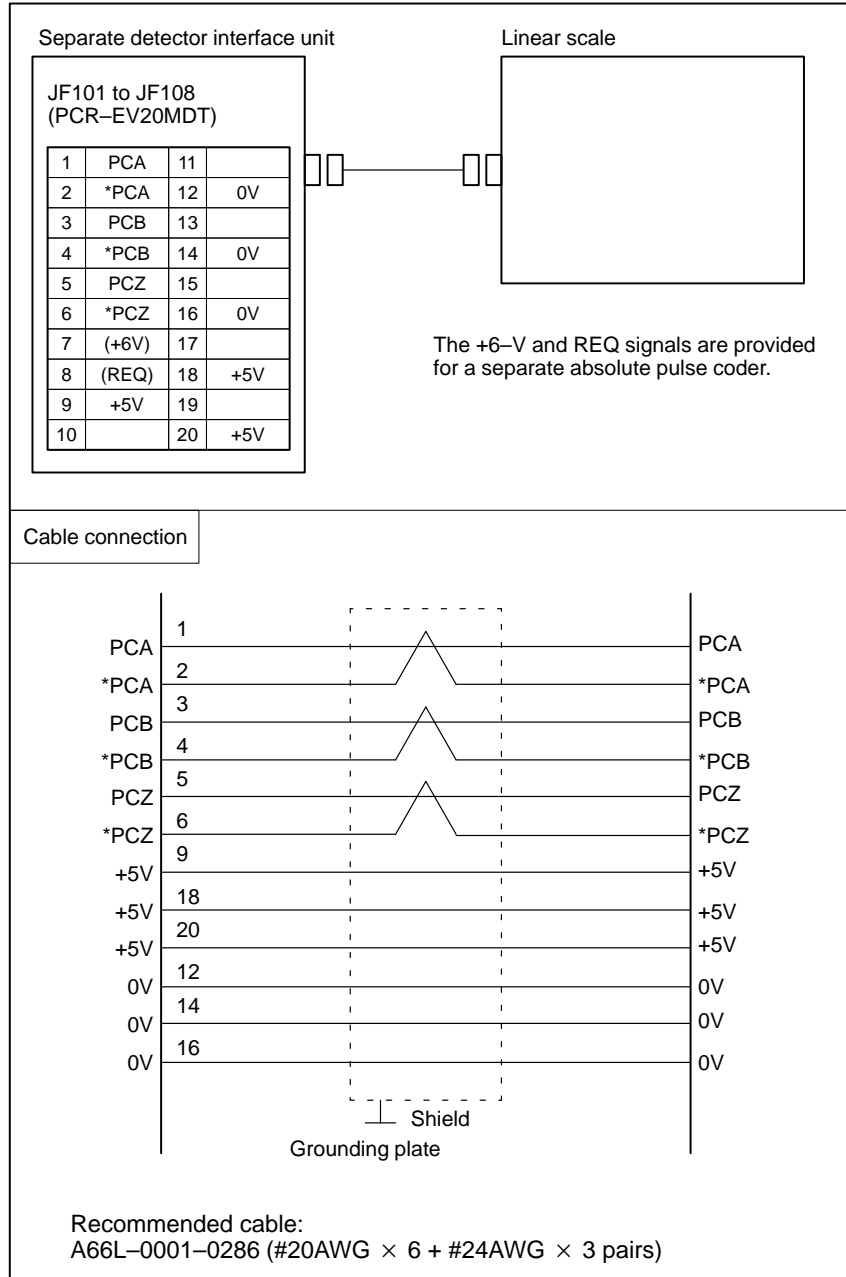 Separate detector interface unit
Linear scale
JF101 to JF108
(PCR–EV20MDT)
1 PCA 11
2 *PCA 12 0V
3 PCB 13
4 *PCB 14 0V
5 PCZ 15
6 *PCZ 16 0V
7 (+6V) 17
8 (REQ) 18 +5V
9 +5V 19
10 20 +5V
The +6–V and REQ signals are provided
for a separate absolute pulse coder.
Cable connection
PCA 1 PCA
*PCA 2 *PCA
PCB 3 PCB
*PCB 4 *PCB
PCZ 5 PCZ
*PCZ 6 *PCZ
+5V 9 +5V
+5V 18 +5V
+5V 20 +5V
0V 12 0V
0V 14 0V
0V 16 0V
Shield
Grounding plate
Recommended cable:
A66L–0001–0286 (#20AWG × 6 + #24AWG × 3 pairs)